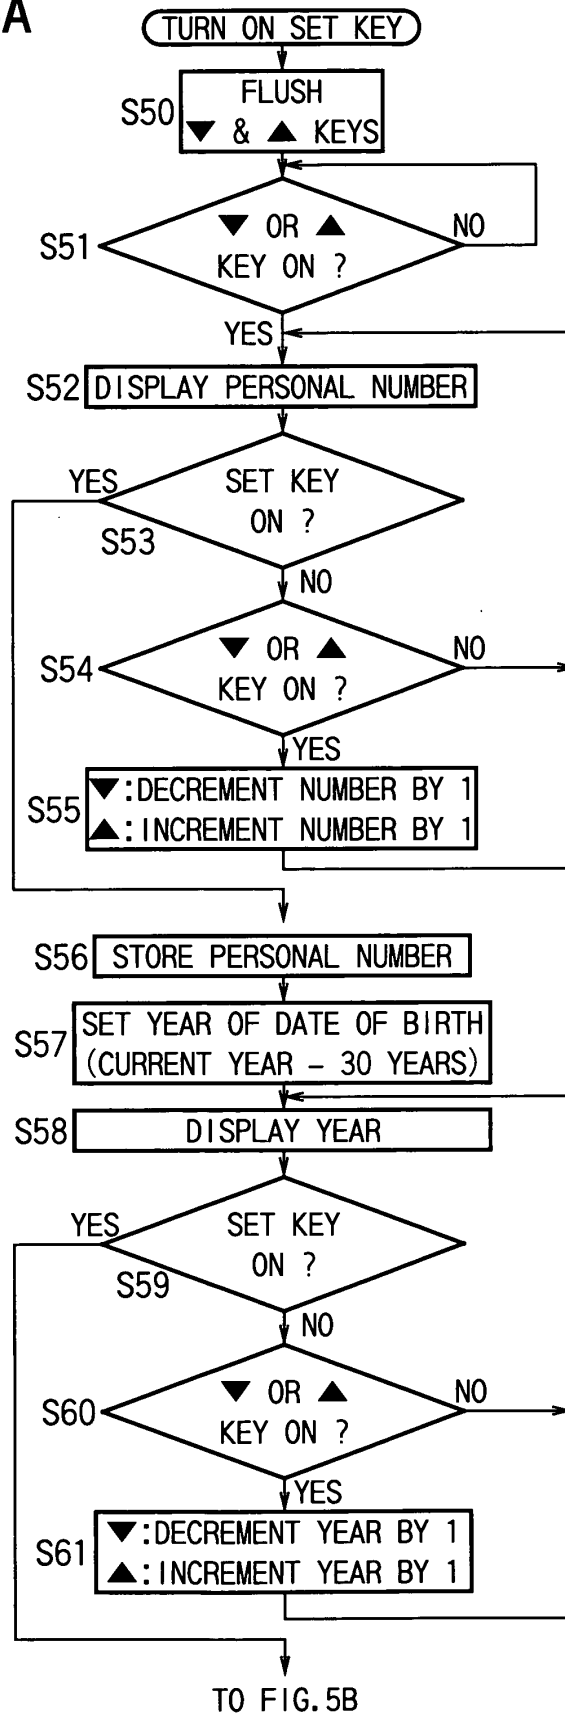 A
TURN ON SET KEY
S50
FLUSH
▼ & ▲ KEYS
S51
▼ OR ▲
KEY ON ?
NO
YES
S52
DISPLAY PERSONAL NUMBER
YES
SET KEY
ON ?
S53
NO
S54
▼ OR ▲
KEY ON ?
NO
YES
S55
▼:DECREMENT NUMBER BY 1
▲:INCREMENT NUMBER BY 1
S56
STORE PERSONAL NUMBER
S57
SET YEAR OF DATE OF BIRTH
(CURRENT YEAR – 30 YEARS)
S58
DISPLAY YEAR
YES
SET KEY
ON ?
S59
NO
S60
▼ OR ▲
KEY ON ?
NO
YES
S61
▼:DECREMENT YEAR BY 1
▲:INCREMENT YEAR BY 1
TO FIG.5B